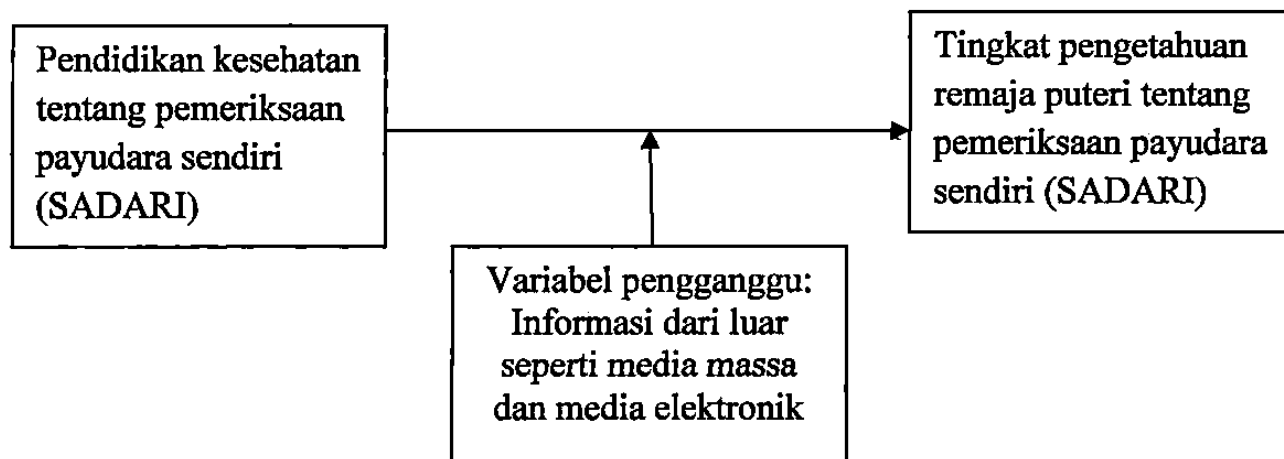 Pendidikan kesehatan
tentang pemeriksaan
payudara sendiri
(SADARI)
Tingkat pengetahuan
remaja puteri tentang
pemeriksaan payudara
sendiri (SADARI)
Variabel pengganggu:
Informasi dari luar
seperti media massa
dan media elektronik